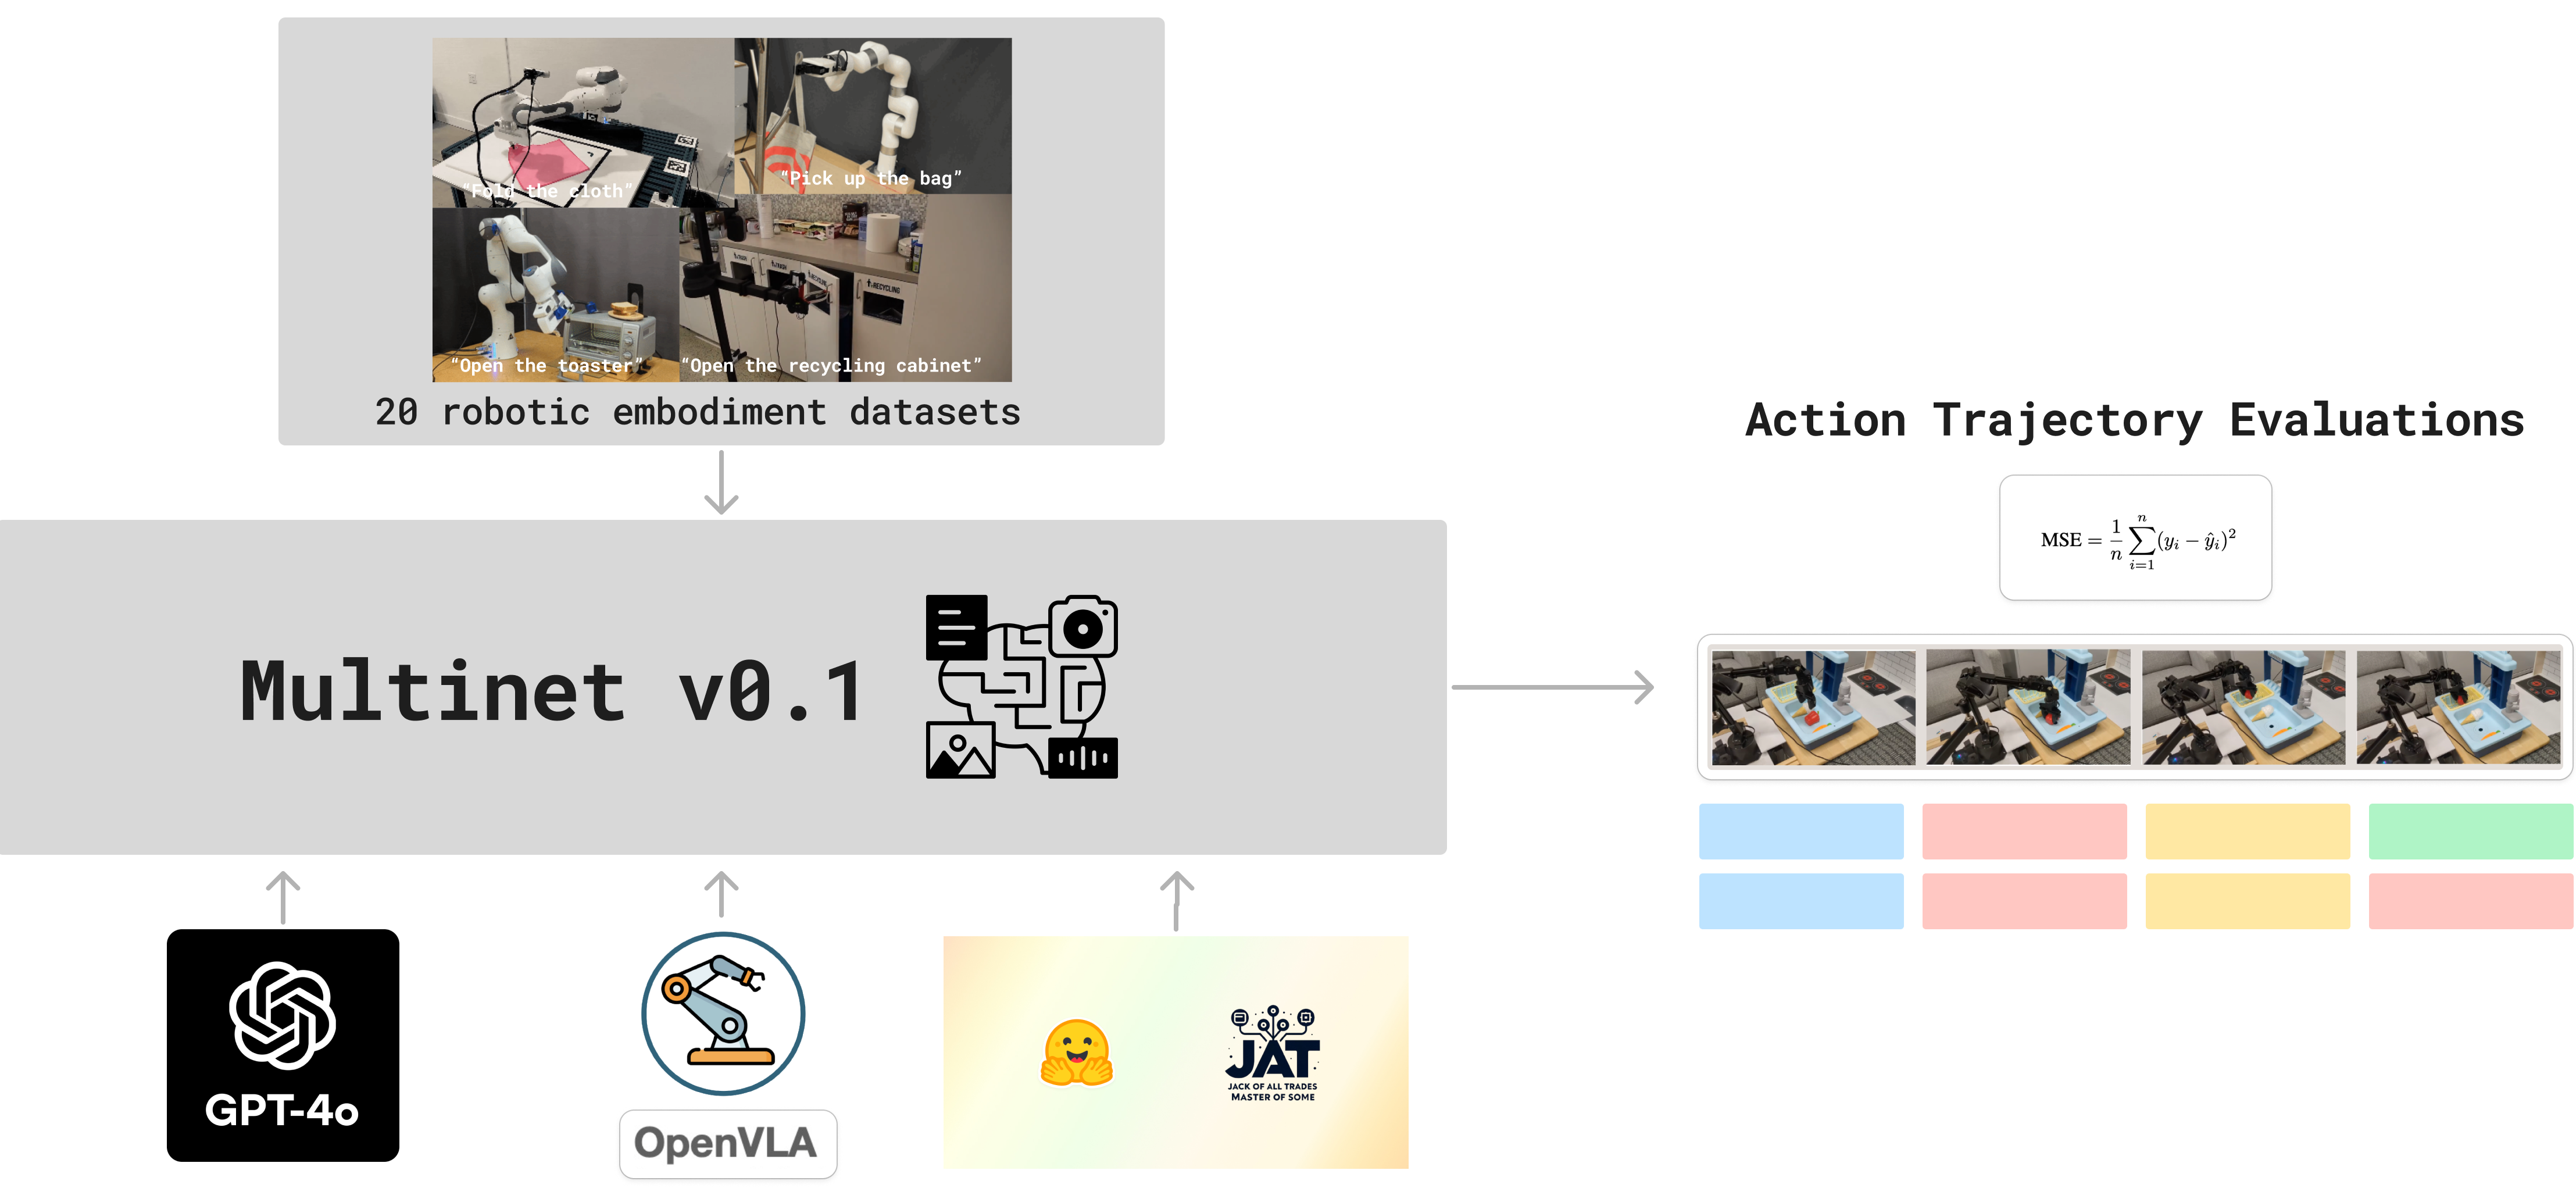 “Fold the cloth”
“Pick up the bag”
“Open the toaster”
“Open the recycling cabinet”
RECYCLING
20 robotic embodiment datasets
Action Trajectory Evaluations
MSE = \frac{1}{n} \sum_{i=1}^{n} (y_i - \hat{y}_i)^2
Multinet v0.1
GPT-4o
OpenVLA
JAT
JACK OF ALL TRADES
MASTER OF SOME